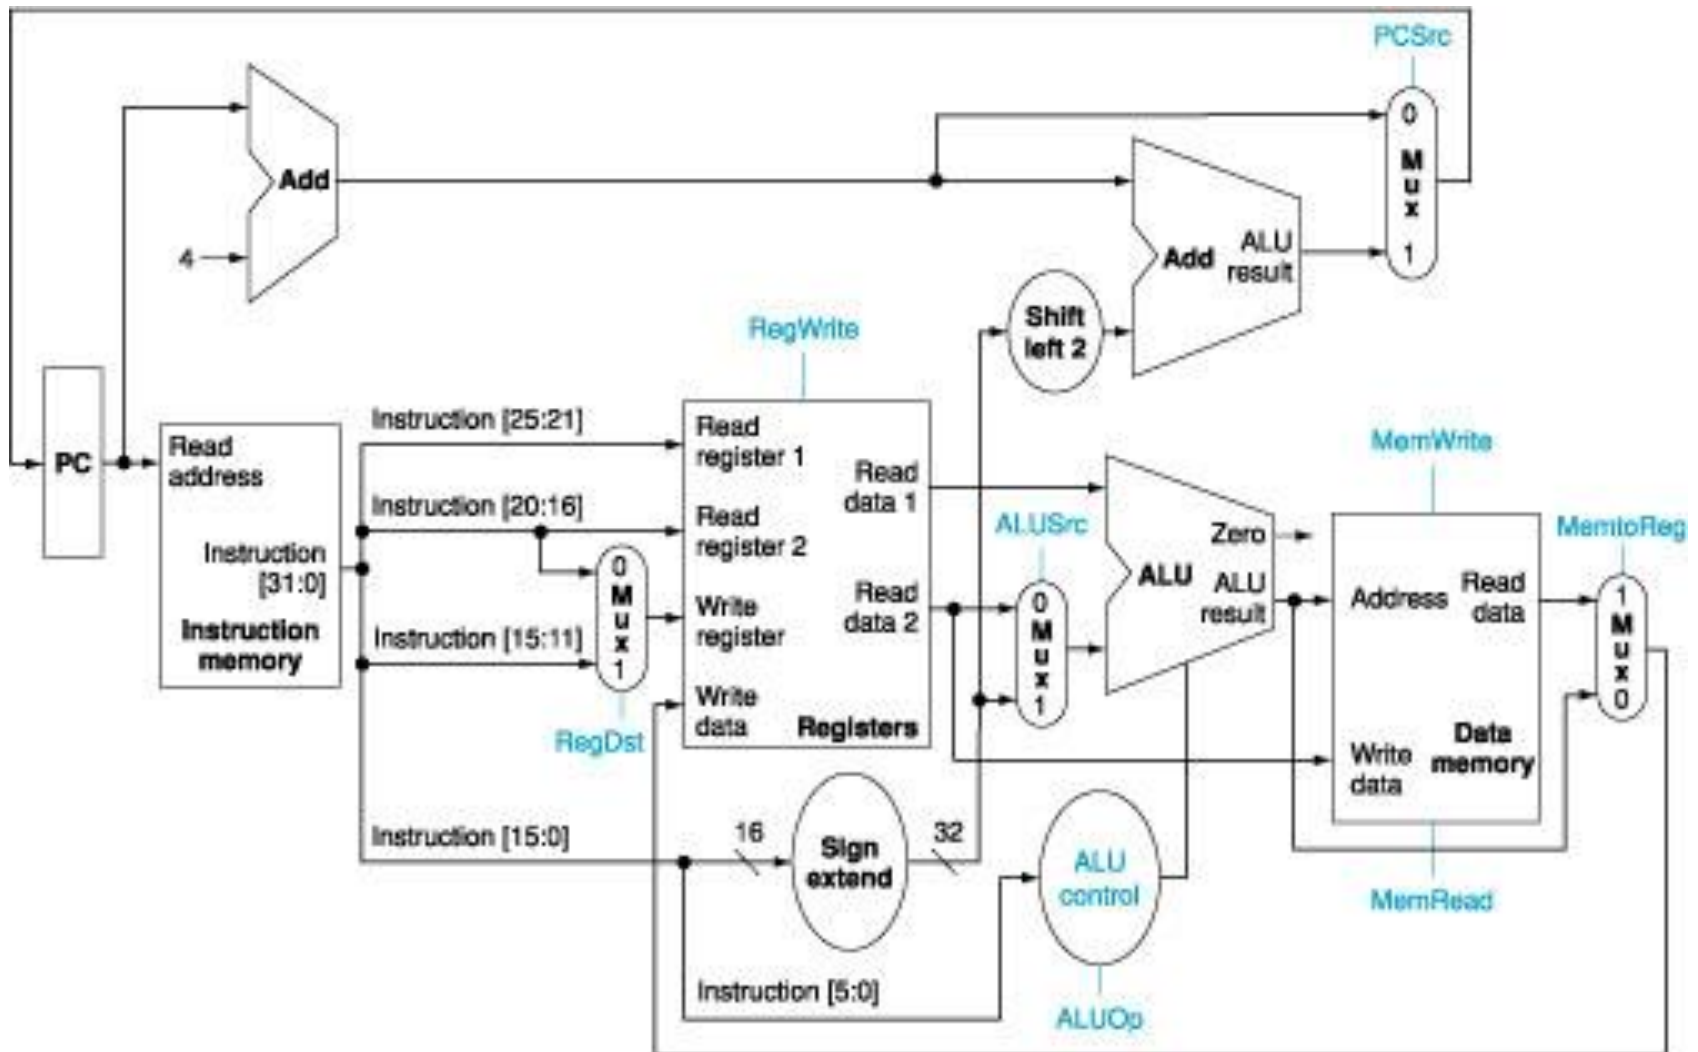 PCSrc
0
M
u
x
1
Add
4
Add
ALU
result
Shift
left 2
RegWrite
PC
Read
address
Instruction
[31:0]
Instruction
memory
Instruction [25:21]
Instruction [20:16]
Instruction [15:11]
Instruction [15:0]
0
M
u
x
1
RegDst
Read
register 1
Read
register 2
Write
register
Write
data
Read
data 1
Read
data 2
Registers
ALUSrc
0
M
u
x
1
Zero
ALU
ALU
result
MemWrite
Address
Read
data
Write
data
Data
memory
MemRead
MemtoReg
1
M
u
x
0
16
Sign
extend
32
ALU
control
Instruction [5:0]
ALUOp